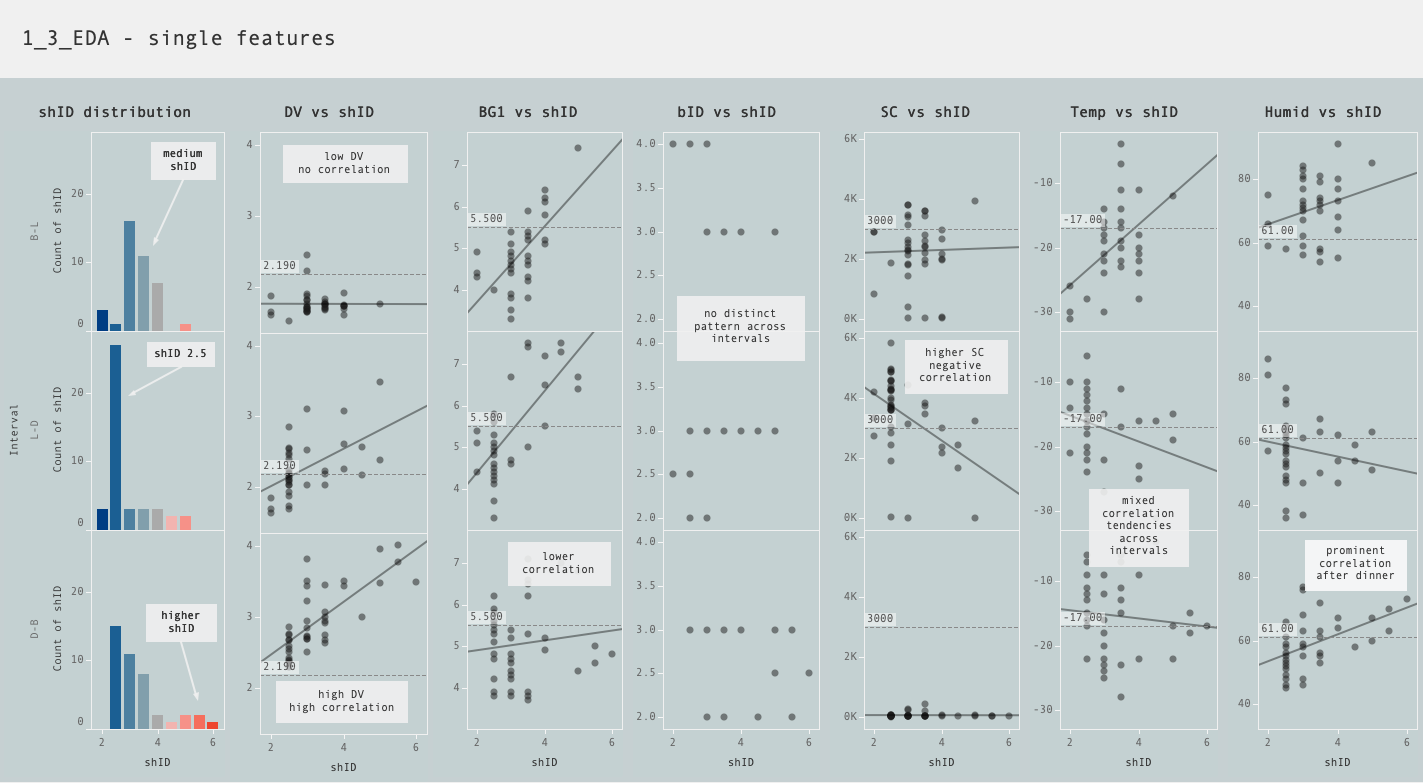 1_3_EDA - single features
shID distribution
DV vs shID
BG1 vs shID
bID vs shID
SC vs shID
Temp vs shID
Humid vs shID
Interval
B-L
Count of shID
20
10
0
medium
shID
4
3
2
low DV
no correlation
2.190
7
6
5
4
5.500
4.0
3.5
3.0
2.5
2.0
no distinct
pattern across
intervals
6K
4K
2K
0K
3000
-10
-20
-30
-17.00
80
60
40
61.00
L-D
Count of shID
20
10
0
shID 2.5
4
3
2
2.190
7
6
5
4
5.500
4.0
3.5
3.0
2.5
2.0
6K
4K
2K
0K
higher SC
negative
correlation
3000
-10
-20
-30
-17.00
mixed
correlation
tendencies
across
intervals
80
60
40
61.00
D-B
Count of shID
20
10
0
higher
shID
4
3
2
2.190
high DV
high correlation
7
6
5
4
lower
correlation
5.500
4.0
3.5
3.0
2.5
2.0
6K
4K
2K
0K
3000
-10
-20
-30
-17.00
80
60
40
prominent
correlation
after dinner
61.00
2 4 6
2 4 6
2 4 6
2 4 6
2 4 6
2 4 6
2 4 6
shID
shID
shID
shID
shID
shID
shID